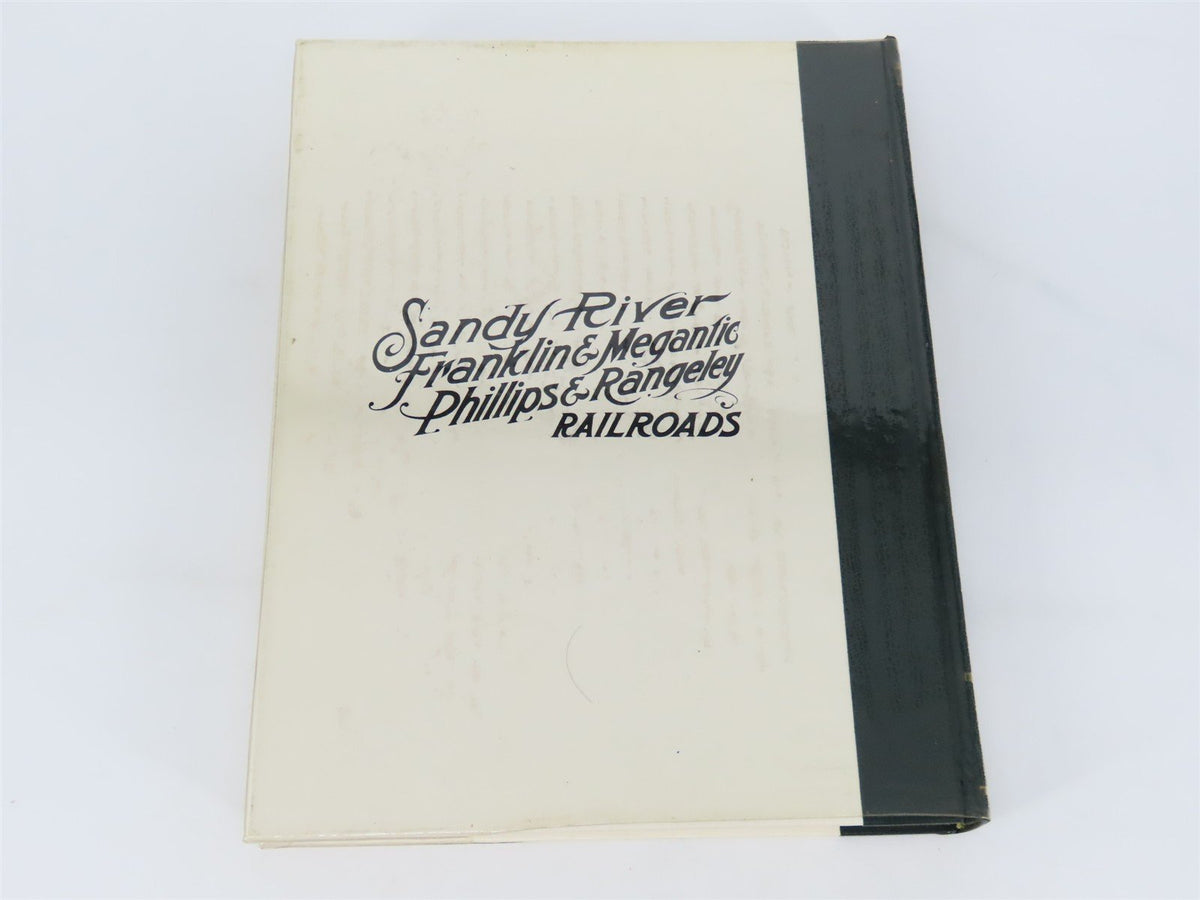 Sandy River
Franklin & Megantic
Phillips & Rangeley
RAILROADS